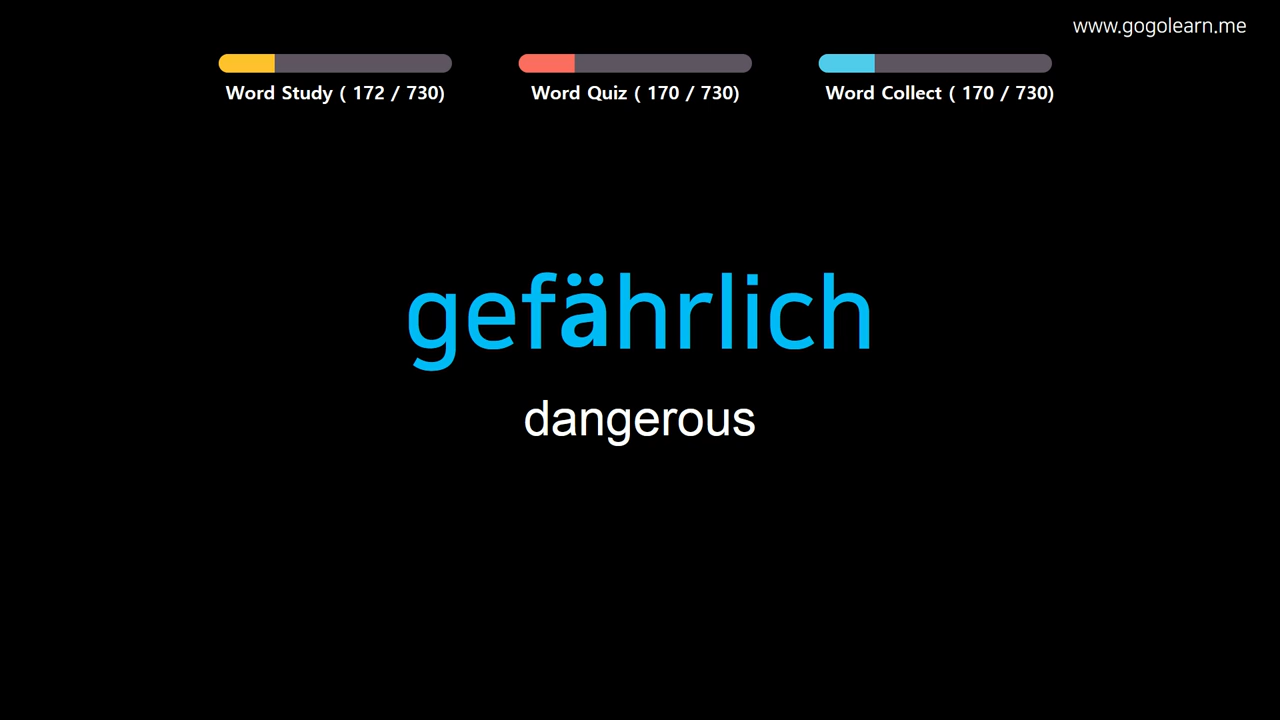 www.gogolearn.me
Word Study ( 172 / 730)
Word Quiz ( 170 / 730)
Word Collect ( 170 / 730)
gefährlich
dangerous